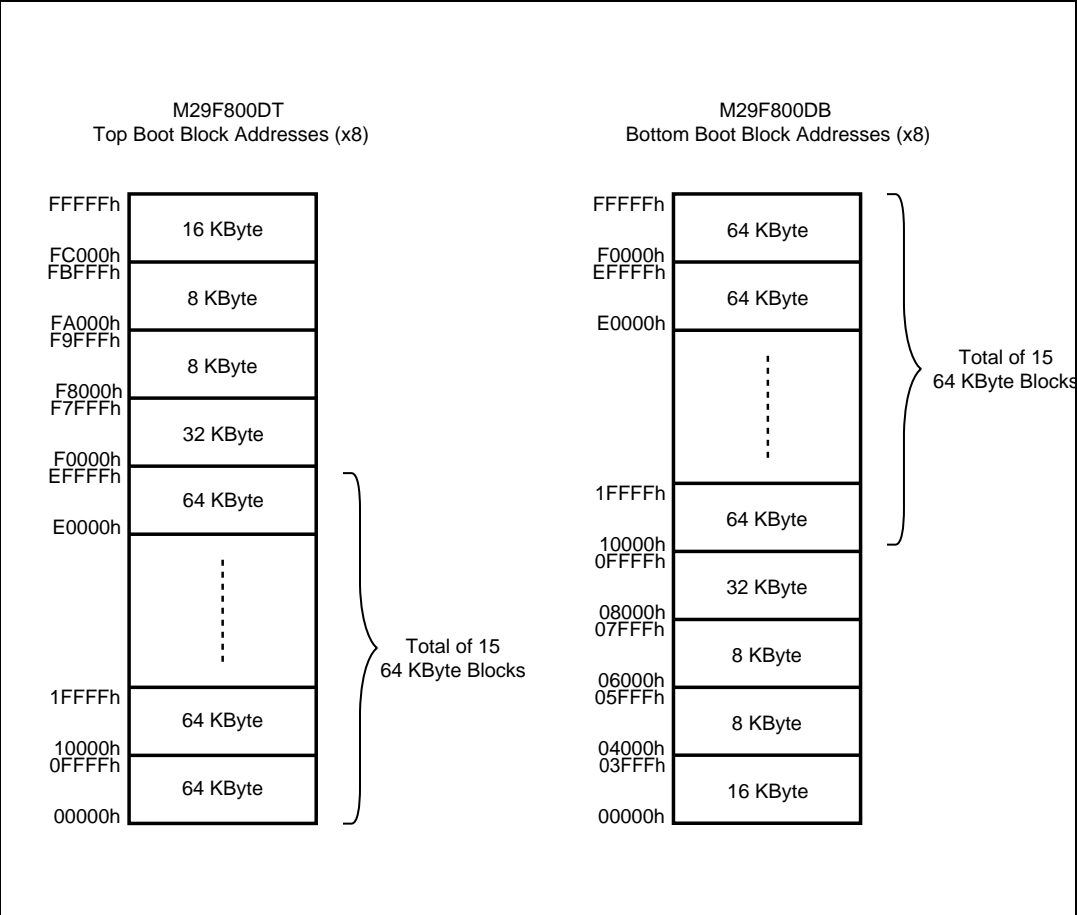 M29F800DT
Top Boot Block Addresses (x8)
FFFFFh
16 KByte
FC000h
FBFFFh
8 KByte
FA000h
F9FFFh
8 KByte
F8000h
F7FFFh
32 KByte
F0000h
EFFFFh
64 KByte
E0000h
Total of 15
64 KByte Blocks
1FFFFh
64 KByte
10000h
0FFFFh
64 KByte
00000h
M29F800DB
Bottom Boot Block Addresses (x8)
FFFFFh
64 KByte
F0000h
EFFFFh
64 KByte
E0000h
Total of 15
64 KByte Blocks
1FFFFh
64 KByte
10000h
0FFFFh
32 KByte
08000h
07FFFh
8 KByte
06000h
05FFFh
8 KByte
04000h
03FFFh
16 KByte
00000h